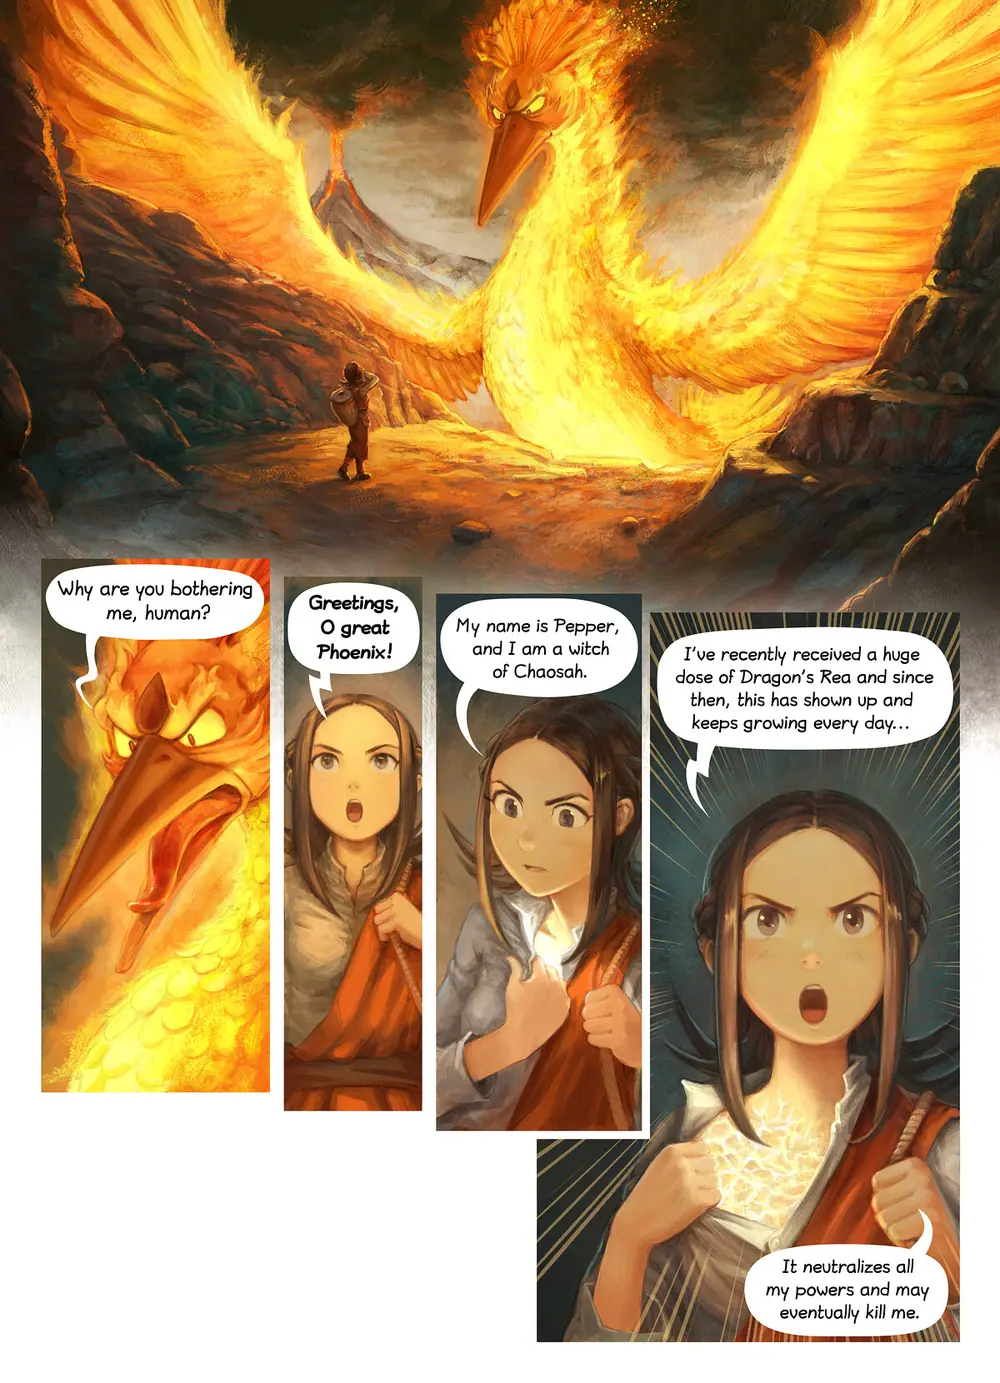 Why are you bothering
me, human?
Greetings,
O great
Phoenix!
My name is Pepper,
and I am a witch
of Chaosah.
I've recently received a huge
dose of Dragon's Rea and since
then, this has shown up and
keeps growing every day...
It neutralizes all
my powers and may
eventually kill me.